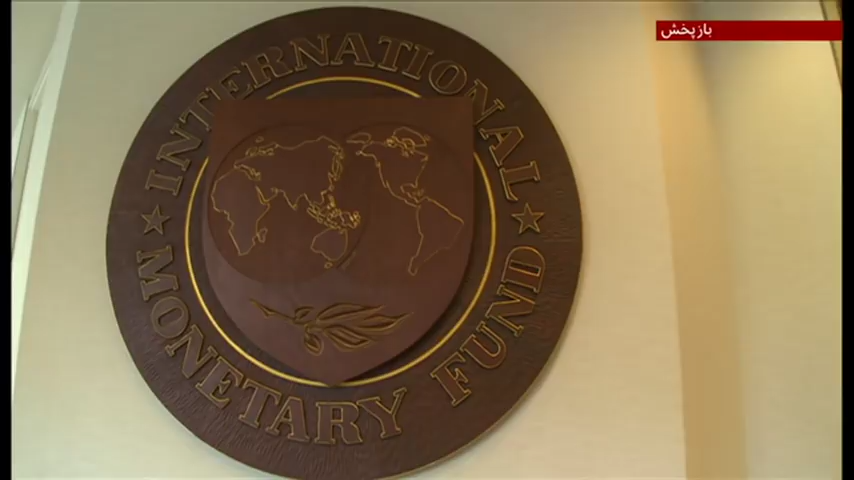 بازپخش
INTERNATIONAL
MONETARY FUND